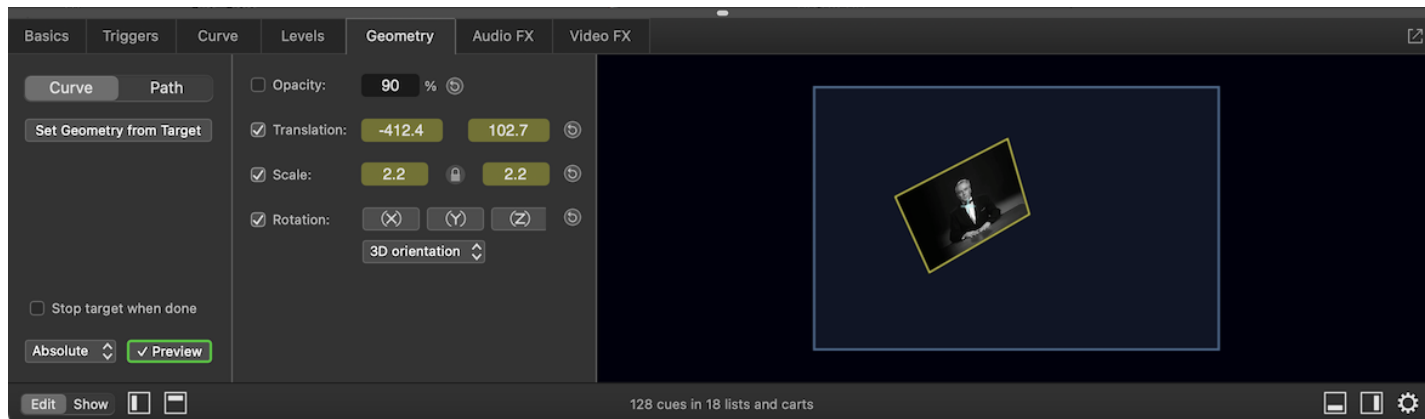 Basics Triggers Curve Levels Geometry Audio FX Video FX
Curve Path
Set Geometry from Target
Opacity: 90 %
Translation: -412.4 102.7
Scale: 2.2 2.2
Rotation: (X) (Y) (Z)
3D orientation
Stop target when done
Absolute ✓ Preview
Edit Show 128 cues in 18 lists and carts